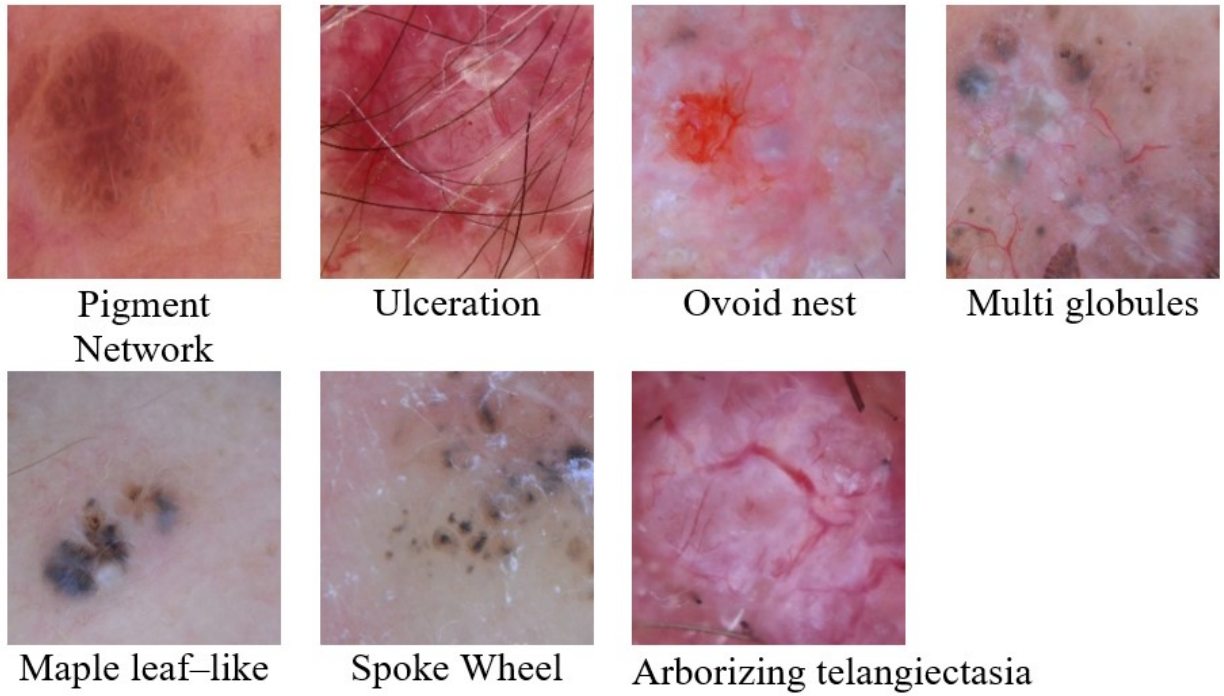 Pigment
Network
Ulceration
Ovoid nest
Multi globules
Maple leaf–like
Spoke Wheel
Arborizing telangiectasia